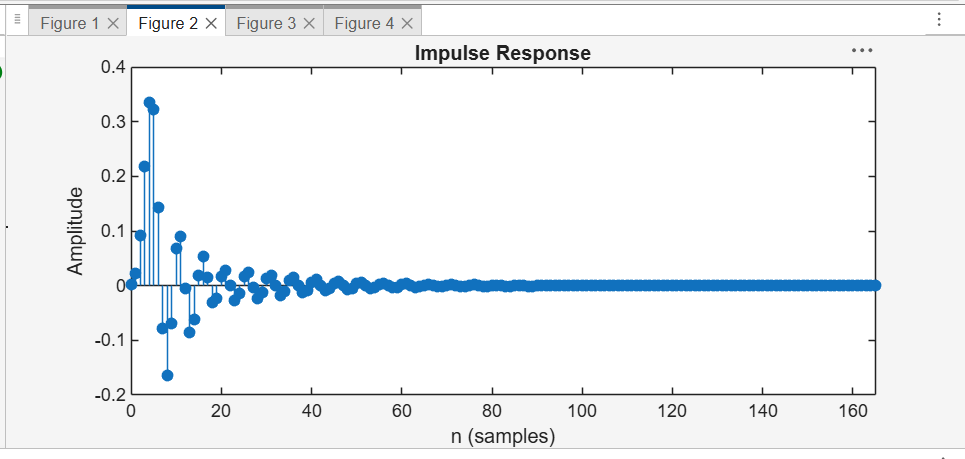 Figure 1 Figure 2 Figure 3 Figure 4
Impulse Response
0.4
0.3
0.2
0.1
0
-0.1
-0.2
Amplitude
0 20 40 60 80 100 120 140 160
n (samples)